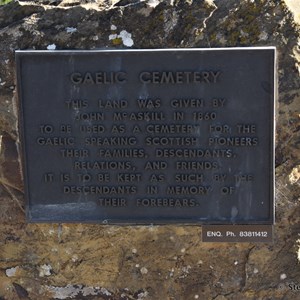 GAELIC CEMETERY
THIS LAND WAS GIVEN BY
JOHN McASKILL IN 1860
TO BE USED AS A CEMETERY FOR THE
GAELIC SPEAKING SCOTTISH PIONEERS
THEIR FAMILIES, DESCENDANTS,
RELATIONS, AND FRIENDS.
IT IS TO BE KEPT AS SUCH BY THE
DESCENDANTS IN MEMORY OF
THEIR FOREBEARS.
ENQ. Ph. 83811412